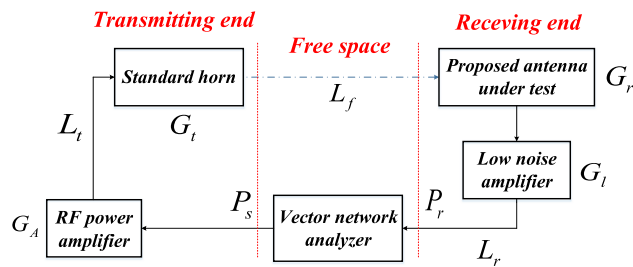 Transmitting end
Free space
Receving end
Standard horn
Proposed antenna
under test
G_r
L_f
L_t
G_t
Low noise
amplifier
G_l
G_A
RF power
amplifier
P_s
Vector network
analyzer
P_r
L_r